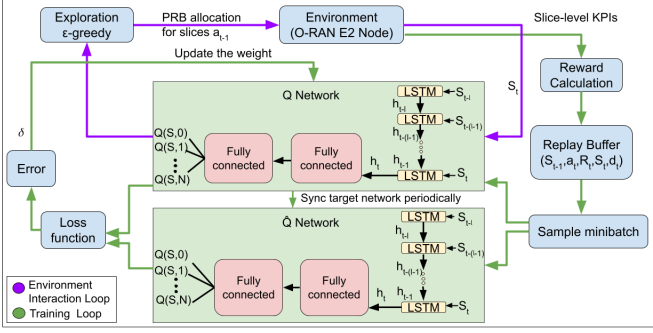 Exploration
ε-greedy
PRB allocation
for slices a_{t-1}
Environment
(O-RAN E2 Node)
Slice-level KPIs
Update the weight
Reward
Calculation
S_t
δ
Q Network
LSTM
S_{t-l}
h_{t-l}
LSTM
S_{t-(l-1)}
h_{t-(l-1)}
h_{t-1}
LSTM
S_t
h_t
Fully
connected
Fully
connected
Q(S,0)
Q(S,1)
Q(S,N)
Replay Buffer
(S_{t-1},a_t,R_t,S_t,d_t)
Error
Sync target network periodically
Loss
function
Sample minibatch
Q̂ Network
LSTM
S_{t-l}
h_{t-l}
LSTM
S_{t-(l-1)}
h_{t-(l-1)}
h_{t-1}
LSTM
S_t
h_t
Fully
connected
Fully
connected
Q(S,0)
Q(S,1)
Q(S,N)
Environment
Interaction Loop
Training Loop